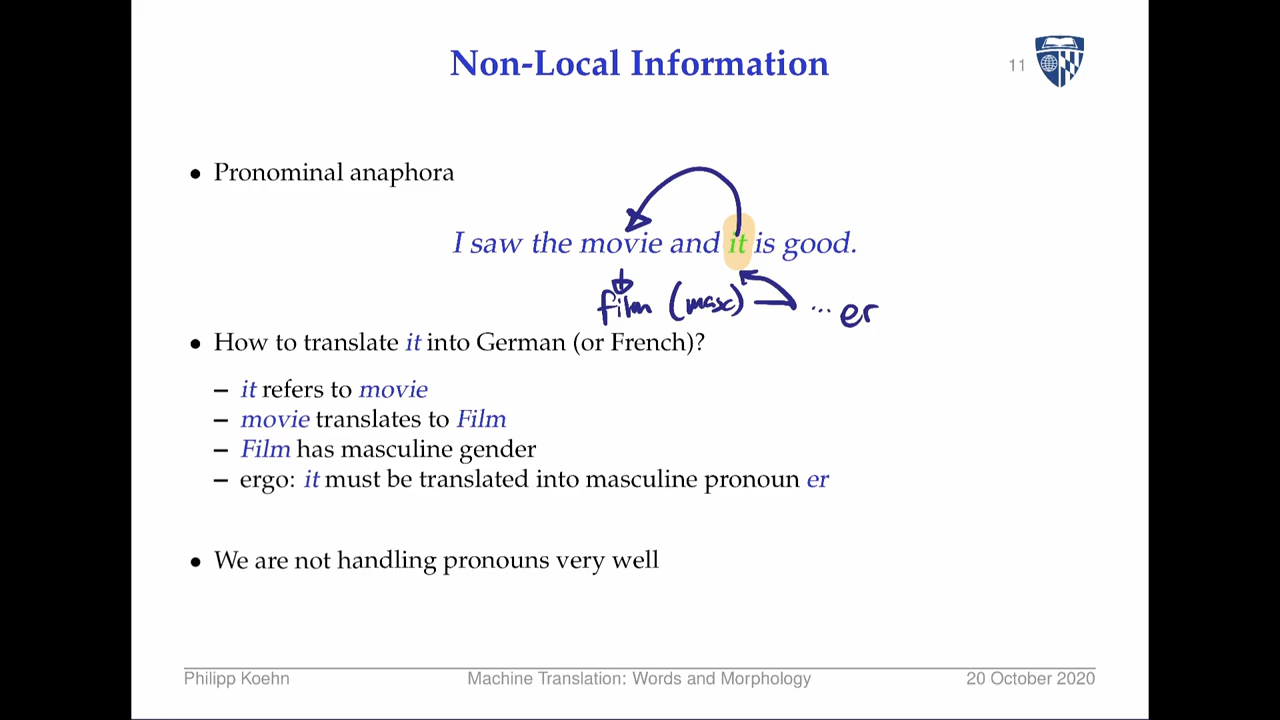 Non-Local Information
11
• Pronominal anaphora
I saw the movie and it is good.
film (masc) ... er
• How to translate it into German (or French)?
– it refers to movie
– movie translates to Film
– Film has masculine gender
– ergo: it must be translated into masculine pronoun er
• We are not handling pronouns very well
Philipp Koehn Machine Translation: Words and Morphology 20 October 2020